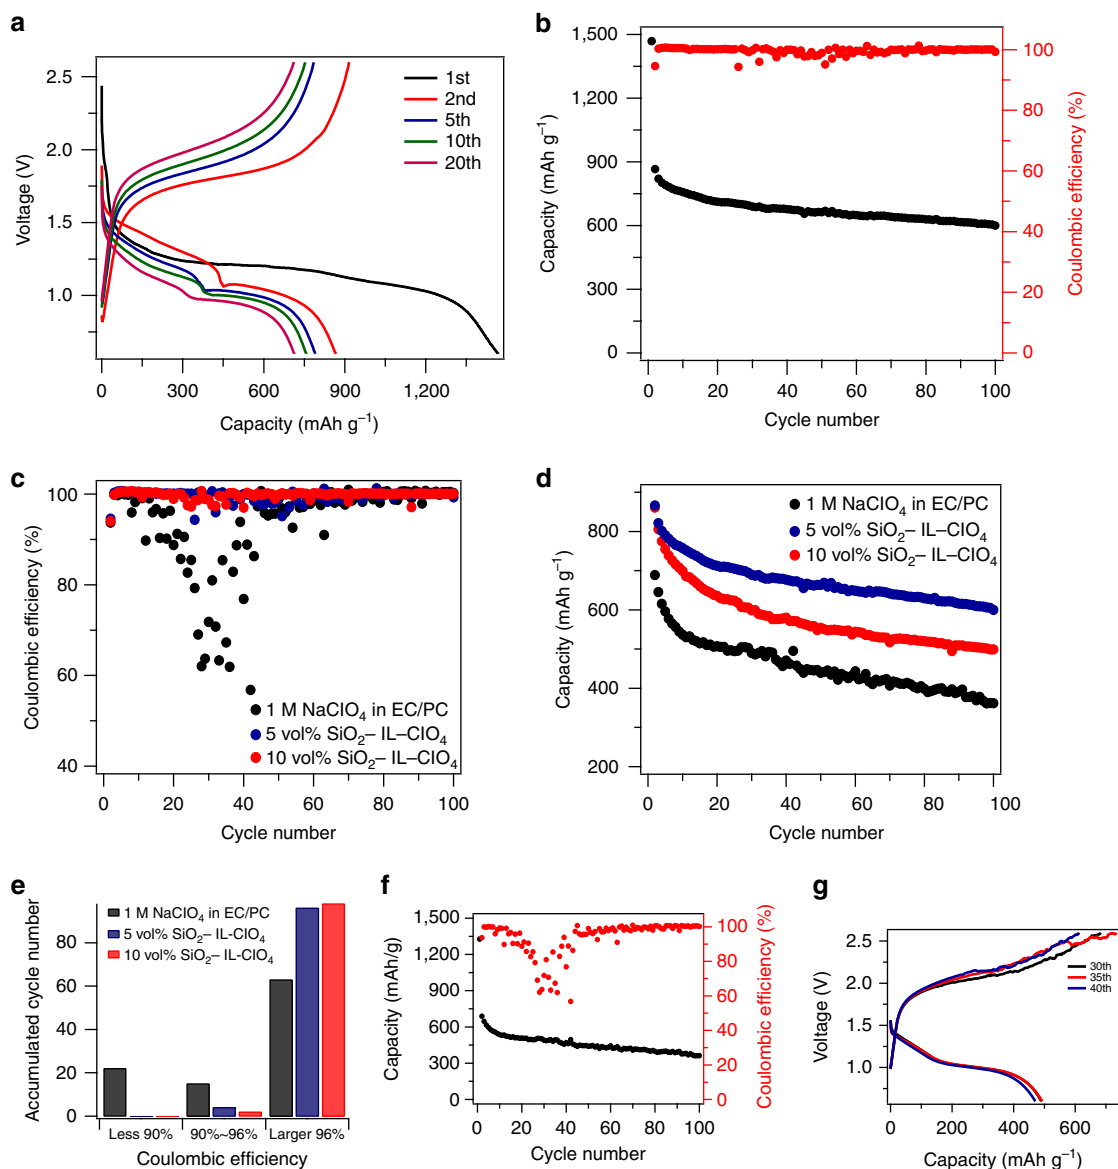 a
2.5
2.0
1.5
1.0
Voltage (V)
1st
2nd
5th
10th
20th
0
300
600
900
1,200
Capacity (mAh g⁻¹)
b
1,500
1,200
900
600
300
0
Capacity (mAh g⁻¹)
100
80
60
40
20
0
Coulombic efficiency (%)
0
20
40
60
80
100
Cycle number
c
100
80
60
40
Coulombic efficiency (%)
1 M NaClO₄ in EC/PC
5 vol% SiO₂– IL–ClO₄
10 vol% SiO₂– IL–ClO₄
0
20
40
60
80
100
Cycle number
d
800
600
400
200
Capacity (mAh g⁻¹)
1 M NaClO₄ in EC/PC
5 vol% SiO₂– IL–ClO₄
10 vol% SiO₂– IL–ClO₄
0
20
40
60
80
100
Cycle number
e
80
60
40
20
0
Accumulated cycle number
1 M NaClO₄ in EC/PC
5 vol% SiO₂– IL-ClO₄
10 vol% SiO₂– IL-ClO₄
Less 90%
90%~96%
Larger 96%
Coulombic efficiency
f
1,500
1,200
900
600
300
0
Capacity (mAh/g)
100
80
60
40
20
0
Coulombic efficiency (%)
0
20
40
60
80
100
Cycle number
g
2.5
2.0
1.5
1.0
Voltage (V)
30th
35th
40th
0
200
400
600
Capacity (mAh g⁻¹)